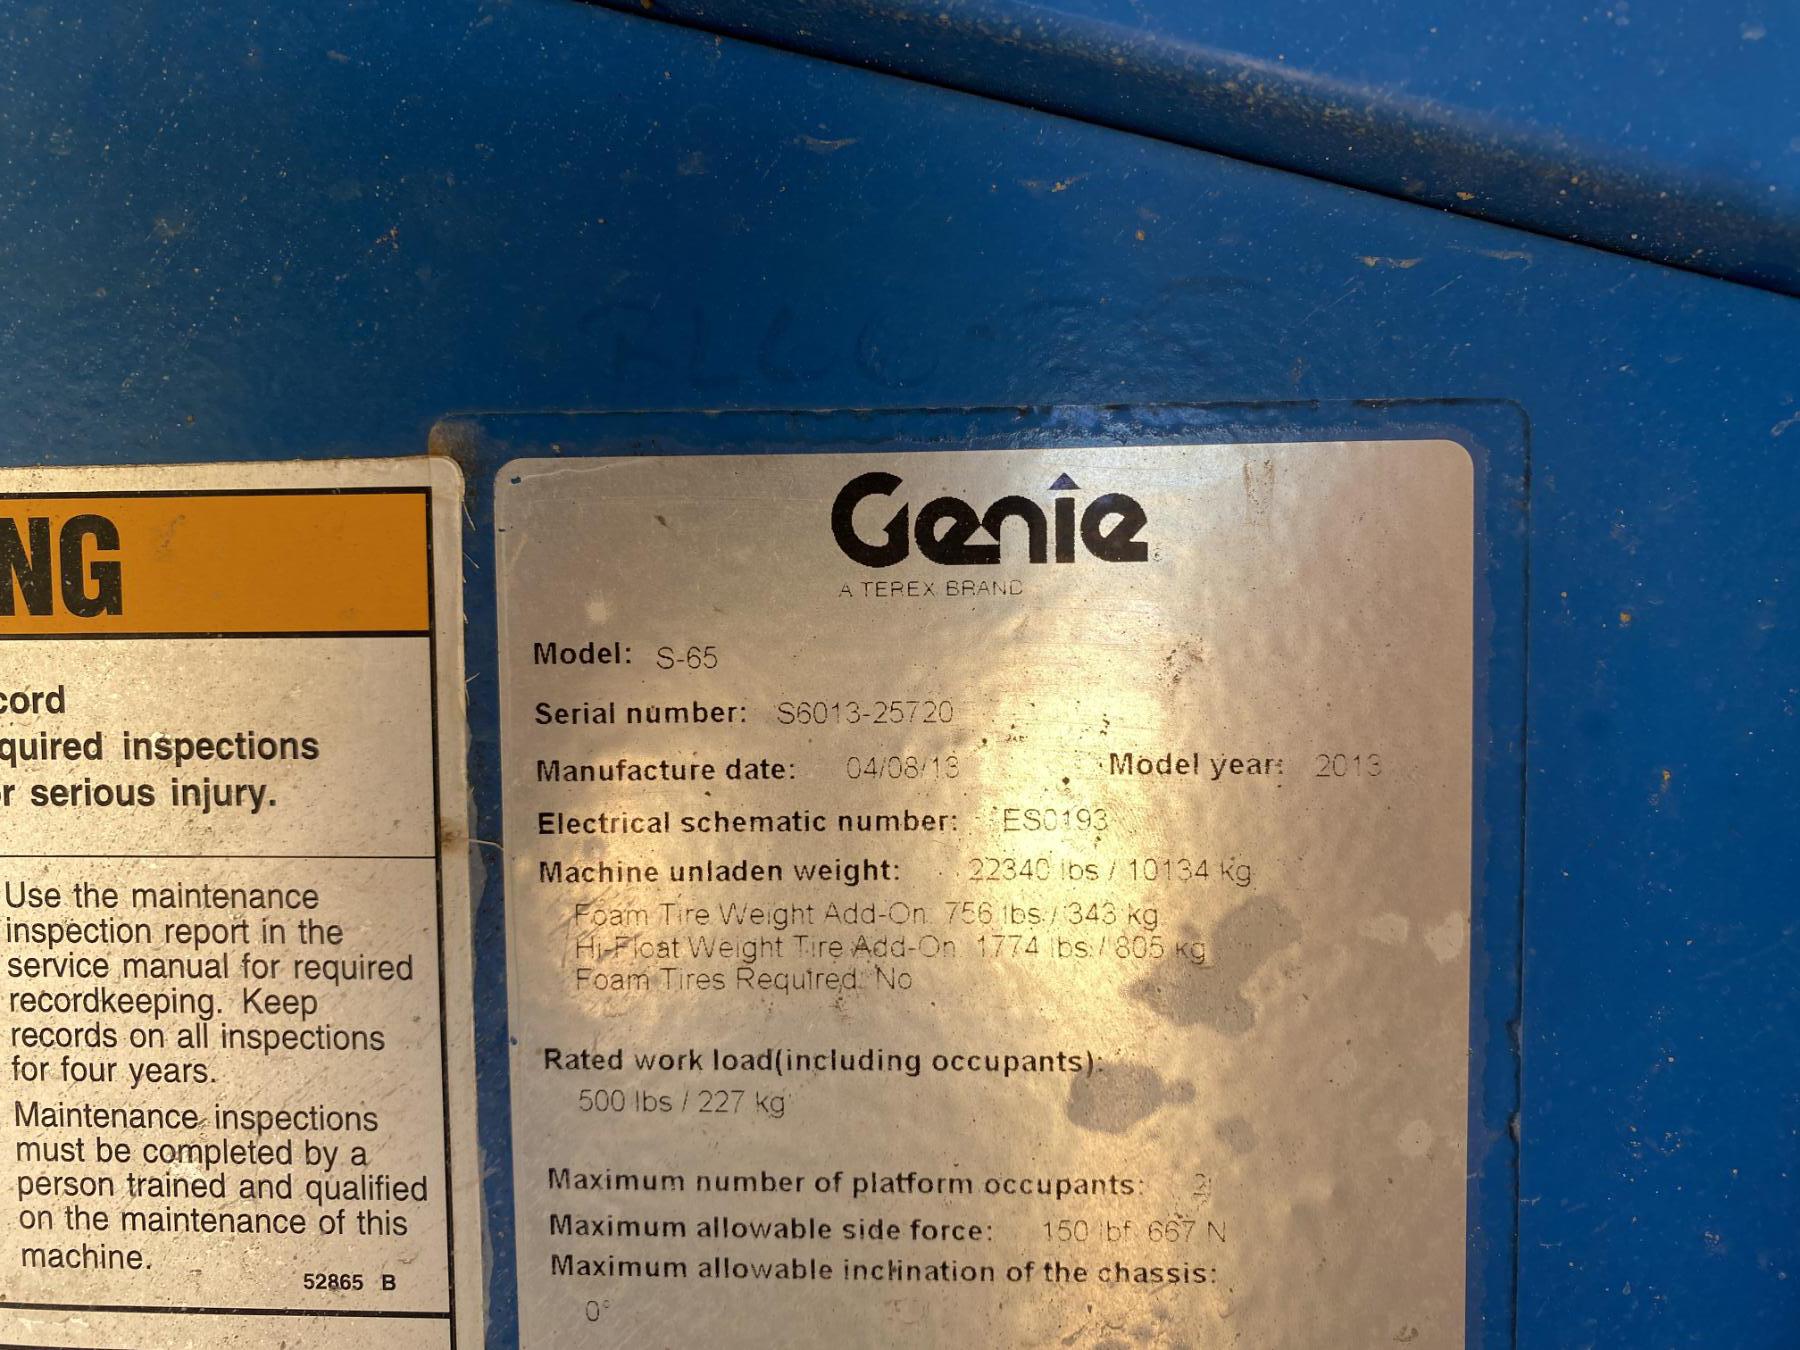 NG
cord
quired inspections
r serious injury.
Use the maintenance
inspection report in the
service manual for required
recordkeeping. Keep
records on all inspections
for four years.
Maintenance inspections
must be completed by a
person trained and qualified
on the maintenance of this
machine.
52865 B
Genie
A TEREX BRAND
Model: S-65
Serial number: S6013-25720
Manufacture date: 04/08/13 Model year: 2013
Electrical schematic number: ES0193
Machine unladen weight: 22340 lbs / 10134 kg
Foam Tire Weight Add-On: 756 lbs / 343 kg
Hi-Float Weight Tire Add-On: 1774 lbs / 805 kg
Foam Tires Required: No
Rated work load(including occupants):
500 lbs / 227 kg
Maximum number of platform occupants: 2
Maximum allowable side force: 150 lbf 667 N
Maximum allowable inclination of the chassis:
0°